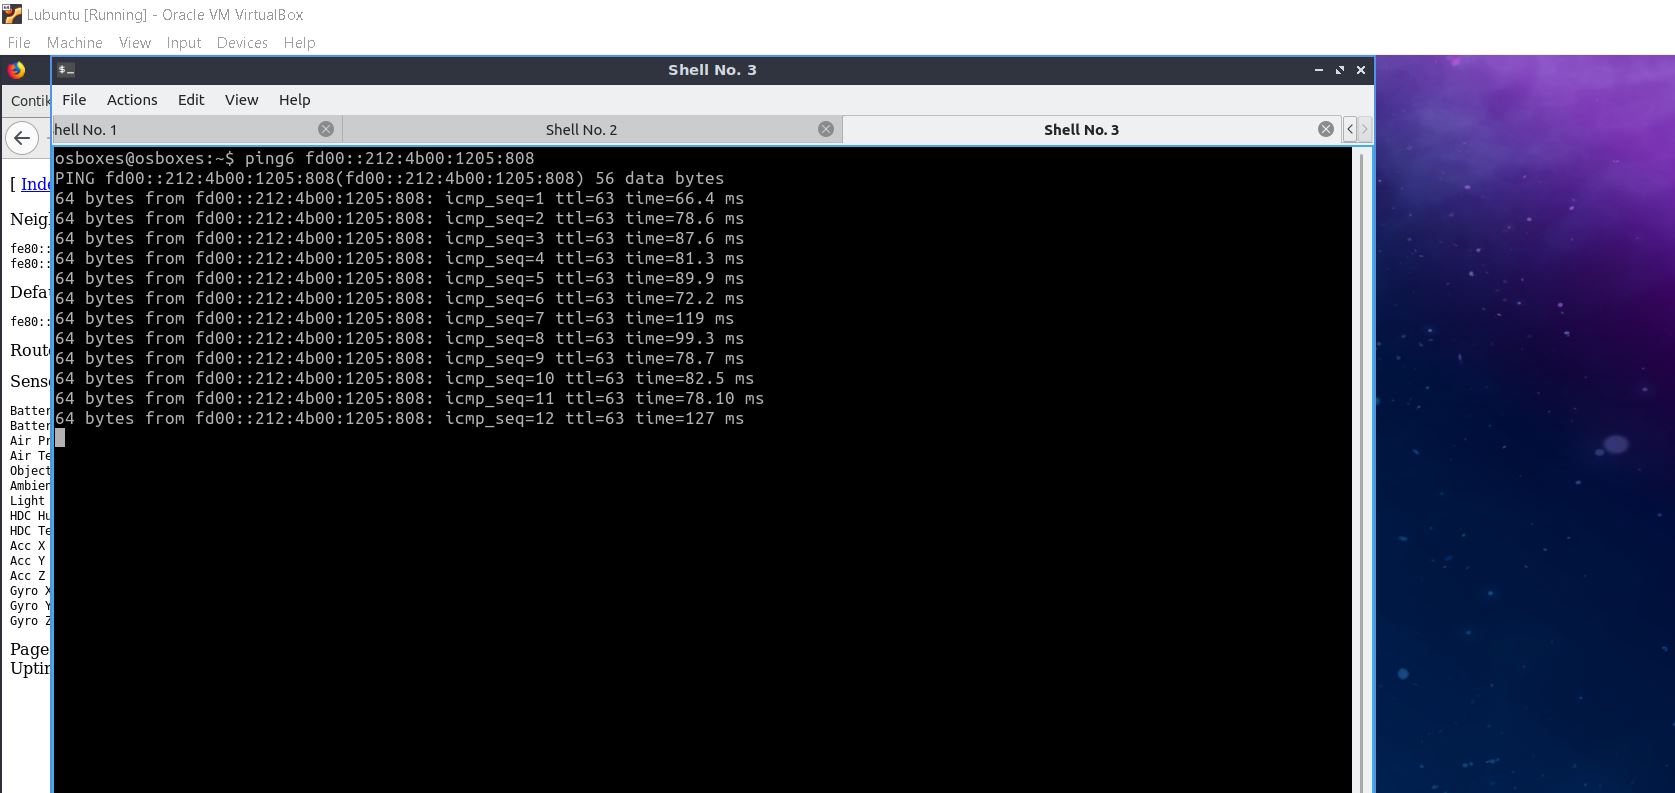 Lubuntu [Running] - Oracle VM VirtualBox
File Machine View Input Devices Help
Shell No. 3
File Actions Edit View Help
hell No. 1 Shell No. 2 Shell No. 3
osboxes@osboxes:~$ ping6 fd00::212:4b00:1205:808
PING fd00::212:4b00:1205:808(fd00::212:4b00:1205:808) 56 data bytes
64 bytes from fd00::212:4b00:1205:808: icmp_seq=1 ttl=63 time=66.4 ms
64 bytes from fd00::212:4b00:1205:808: icmp_seq=2 ttl=63 time=78.6 ms
64 bytes from fd00::212:4b00:1205:808: icmp_seq=3 ttl=63 time=87.6 ms
64 bytes from fd00::212:4b00:1205:808: icmp_seq=4 ttl=63 time=81.3 ms
64 bytes from fd00::212:4b00:1205:808: icmp_seq=5 ttl=63 time=89.9 ms
64 bytes from fd00::212:4b00:1205:808: icmp_seq=6 ttl=63 time=72.2 ms
64 bytes from fd00::212:4b00:1205:808: icmp_seq=7 ttl=63 time=119 ms
64 bytes from fd00::212:4b00:1205:808: icmp_seq=8 ttl=63 time=99.3 ms
64 bytes from fd00::212:4b00:1205:808: icmp_seq=9 ttl=63 time=78.7 ms
64 bytes from fd00::212:4b00:1205:808: icmp_seq=10 ttl=63 time=82.5 ms
64 bytes from fd00::212:4b00:1205:808: icmp_seq=11 ttl=63 time=78.10 ms
64 bytes from fd00::212:4b00:1205:808: icmp_seq=12 ttl=63 time=127 ms
Contik
[ Inde
Neigh
fe80::
fe80::
Defau
fe80::
Route
Sense
Batter
Batter
Air Pr
Air Te
Object
Ambien
Light
HDC Hu
HDC Te
Acc X
Acc Y
Acc Z
Gyro X
Gyro Y
Gyro Z
Page
Uptin